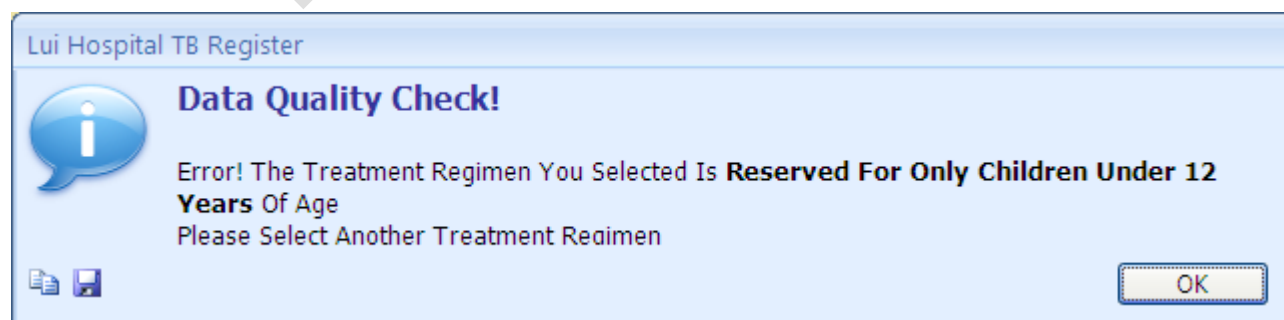 Lui Hospital TB Register
Data Quality Check!
Error! The Treatment Regimen You Selected Is Reserved For Only Children Under 12
Years Of Age
Please Select Another Treatment Regimen
OK